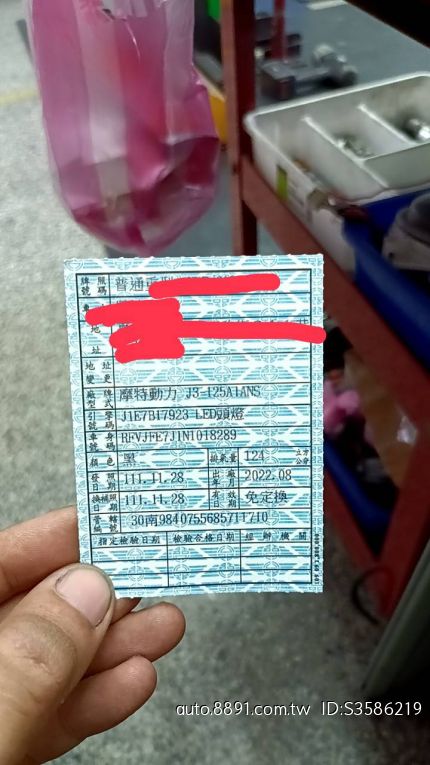 牌照號碼 普通
地
址
地址變更
廠牌型式 摩特動力 J3-125A1ANS
引擎號碼 J1E7B17923 LED頭燈
車身號碼 RFVJFE7J1N1018289
顏色 黑 排氣量 124 立方公分
發照日期 111.11.28 出廠年月 2022.08
換補照日期 111.11.28 有效日期 免定換
管轄號 30南984075568571171O
指定檢驗日期 檢驗合格日期 經辦機關
auto.8891.com.tw ID:S3586219